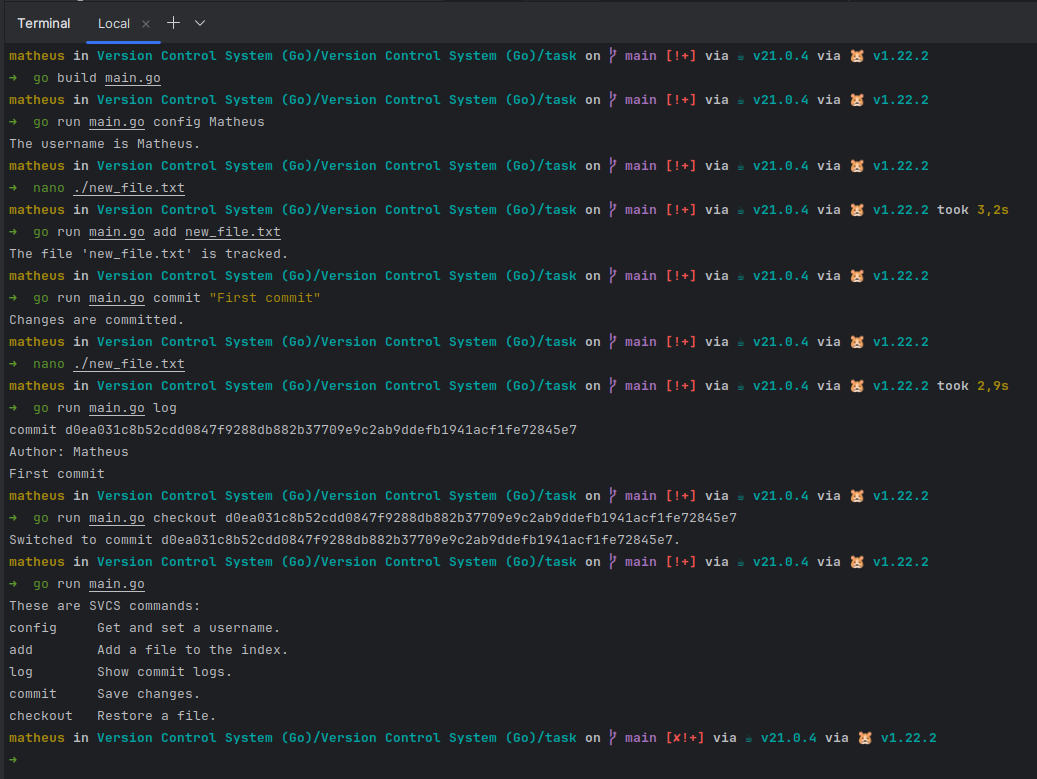 Terminal Local × + ⌄
matheus in Version Control System (Go)/Version Control System (Go)/task on main [!+] via ☕ v21.0.4 via 🐹 v1.22.2
➜ go build main.go
matheus in Version Control System (Go)/Version Control System (Go)/task on main [!+] via ☕ v21.0.4 via 🐹 v1.22.2
➜ go run main.go config Matheus
The username is Matheus.
matheus in Version Control System (Go)/Version Control System (Go)/task on main [!+] via ☕ v21.0.4 via 🐹 v1.22.2
➜ nano ./new_file.txt
matheus in Version Control System (Go)/Version Control System (Go)/task on main [!+] via ☕ v21.0.4 via 🐹 v1.22.2 took 3,2s
➜ go run main.go add new_file.txt
The file 'new_file.txt' is tracked.
matheus in Version Control System (Go)/Version Control System (Go)/task on main [!+] via ☕ v21.0.4 via 🐹 v1.22.2
➜ go run main.go commit "First commit"
Changes are committed.
matheus in Version Control System (Go)/Version Control System (Go)/task on main [!+] via ☕ v21.0.4 via 🐹 v1.22.2
➜ nano ./new_file.txt
matheus in Version Control System (Go)/Version Control System (Go)/task on main [!+] via ☕ v21.0.4 via 🐹 v1.22.2 took 2,9s
➜ go run main.go log
commit d0ea031c8b52cdd0847f9288db882b37709e9c2ab9ddefb1941acf1fe72845e7
Author: Matheus
First commit
matheus in Version Control System (Go)/Version Control System (Go)/task on main [!+] via ☕ v21.0.4 via 🐹 v1.22.2
➜ go run main.go checkout d0ea031c8b52cdd0847f9288db882b37709e9c2ab9ddefb1941acf1fe72845e7
Switched to commit d0ea031c8b52cdd0847f9288db882b37709e9c2ab9ddefb1941acf1fe72845e7.
matheus in Version Control System (Go)/Version Control System (Go)/task on main [!+] via ☕ v21.0.4 via 🐹 v1.22.2
➜ go run main.go
These are SVCS commands:
config Get and set a username.
add Add a file to the index.
log Show commit logs.
commit Save changes.
checkout Restore a file.
matheus in Version Control System (Go)/Version Control System (Go)/task on main [✘!+] via ☕ v21.0.4 via 🐹 v1.22.2
➜